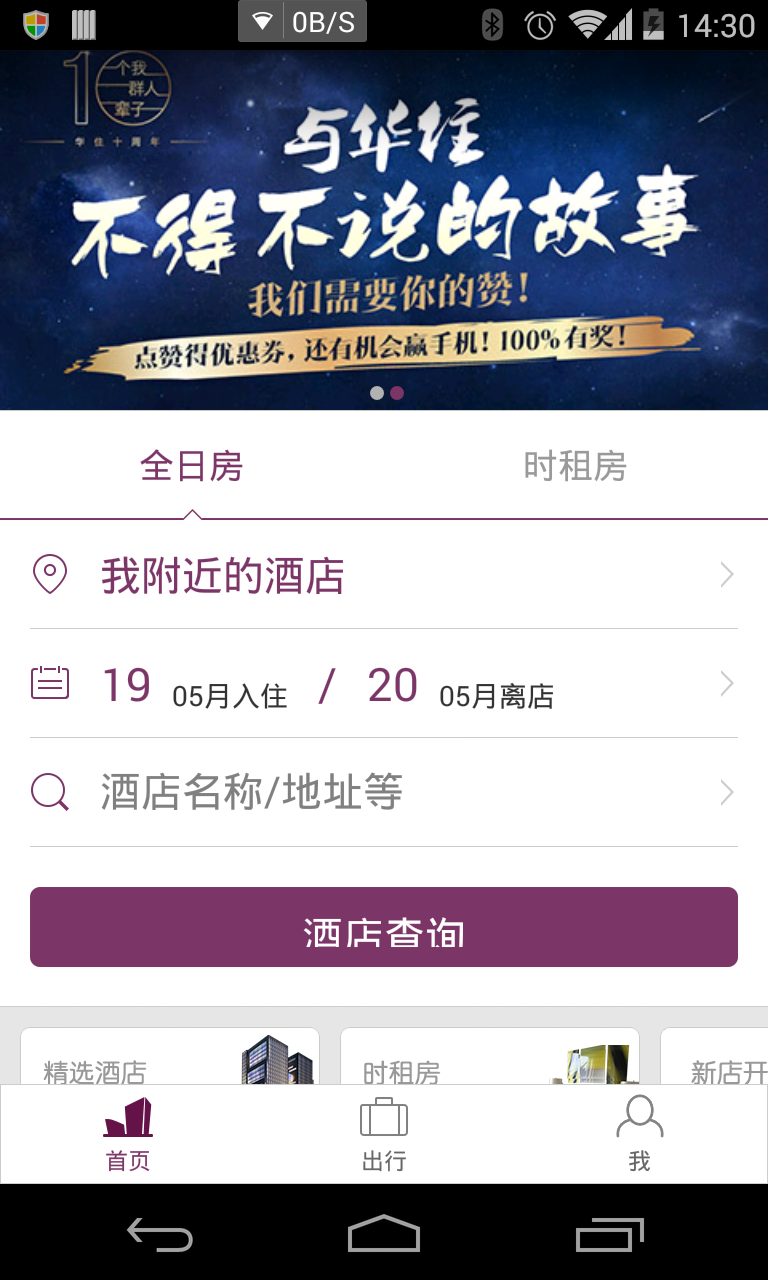 0B/S
14:30
10
个我
群人
辈子
华住十周年
与华住
不得不说的故事
我们需要你的赞!
点赞得优惠券,还有机会赢手机!100%有奖!
全日房
时租房
我附近的酒店
19 05月入住 / 20 05月离店
酒店名称/地址等
酒店查询
精选酒店
时租房
新店开
首页
出行
我